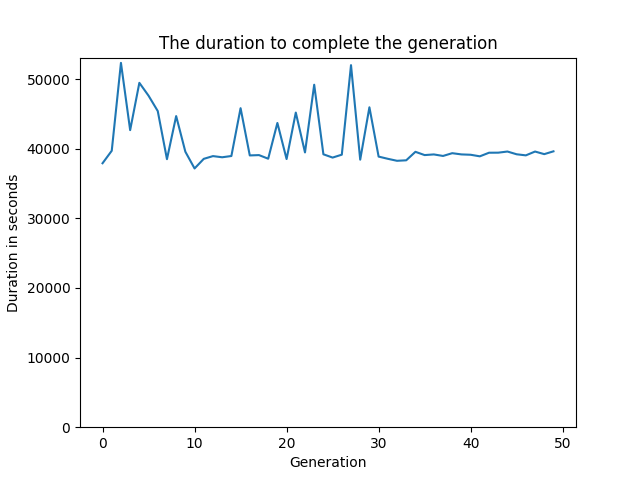 The duration to complete the generation
50000
40000
30000
20000
10000
0
Duration in seconds
0 10 20 30 40 50
Generation